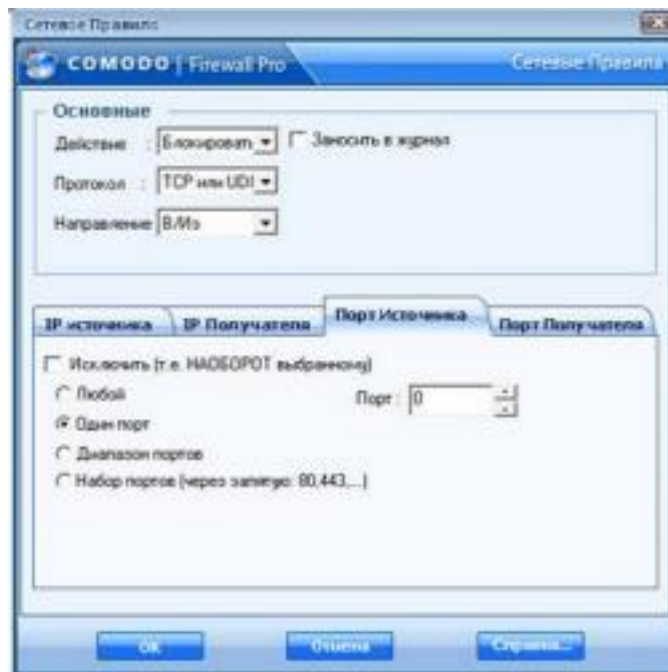 Сетевое Правило
COMODO | Firewall Pro
Сетевые Правила
Основные
Действие : Блокировать
Заносить в журнал
Протокол : TCP или UDI
Направление В/Из
IP источника
IP Получателя
Порт Источника
Порт Получателя
Исключить (т.е. НАОБОРОТ выбранному)
Любой
Порт : 0
Один порт
Диапазон портов
Набор портов (через запятую: 80,443,...)
OK
Отмена
Справка...